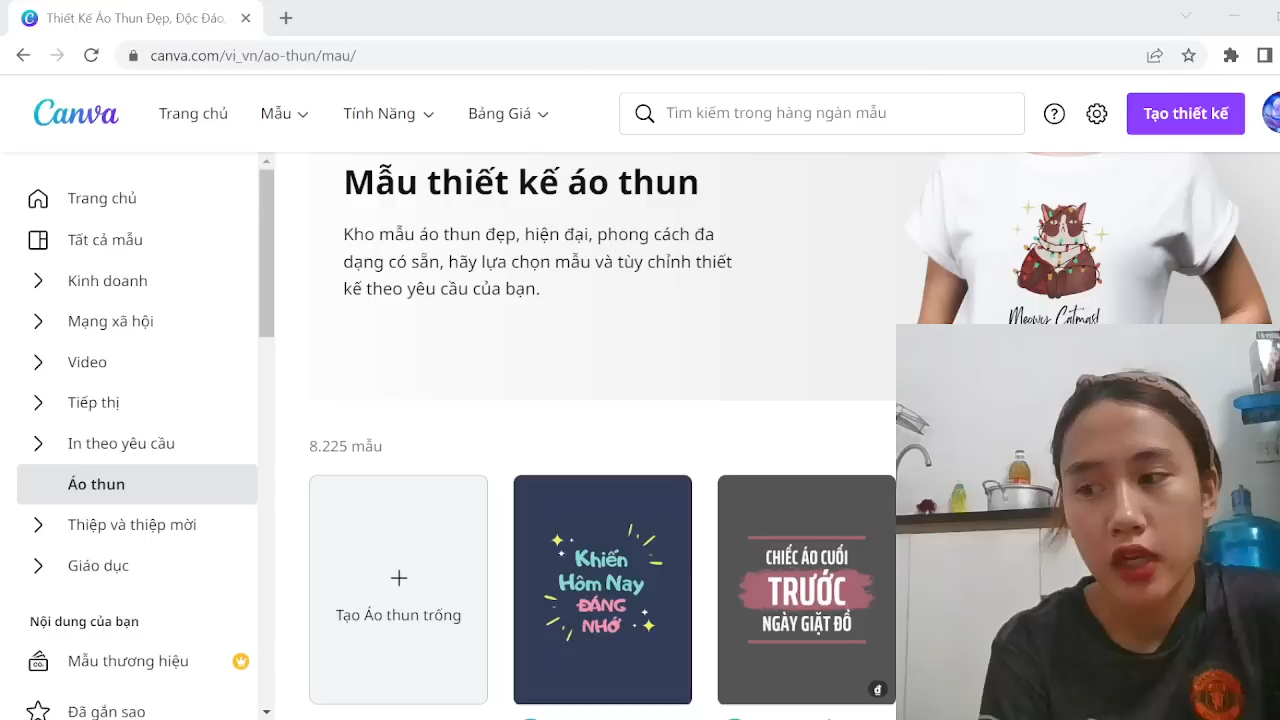 Thiết Kế Áo Thun Đẹp, Độc Đáo,
canva.com/vi_vn/ao-thun/mau/
Canva
Trang chủ
Mẫu
Tính Năng
Bảng Giá
Tìm kiếm trong hàng ngàn mẫu
Tạo thiết kế
Trang chủ
Tất cả mẫu
Kinh doanh
Mạng xã hội
Video
Tiếp thị
In theo yêu cầu
Áo thun
Thiệp và thiệp mời
Giáo dục
Nội dung của bạn
CO.
Mẫu thương hiệu
Đã gắn sao
Mẫu thiết kế áo thun
Kho mẫu áo thun đẹp, hiện đại, phong cách đa
dạng có sẵn, hãy lựa chọn mẫu và tùy chỉnh thiết
kế theo yêu cầu của bạn.
Meowy Catmas!
8.225 mẫu
Tạo Áo thun trống
Khiến
Hôm Nay
ĐÁNG
NHỚ
CHIẾC ÁO CUỐI
TRƯỚC
NGÀY GIẶT ĐỒ
đ